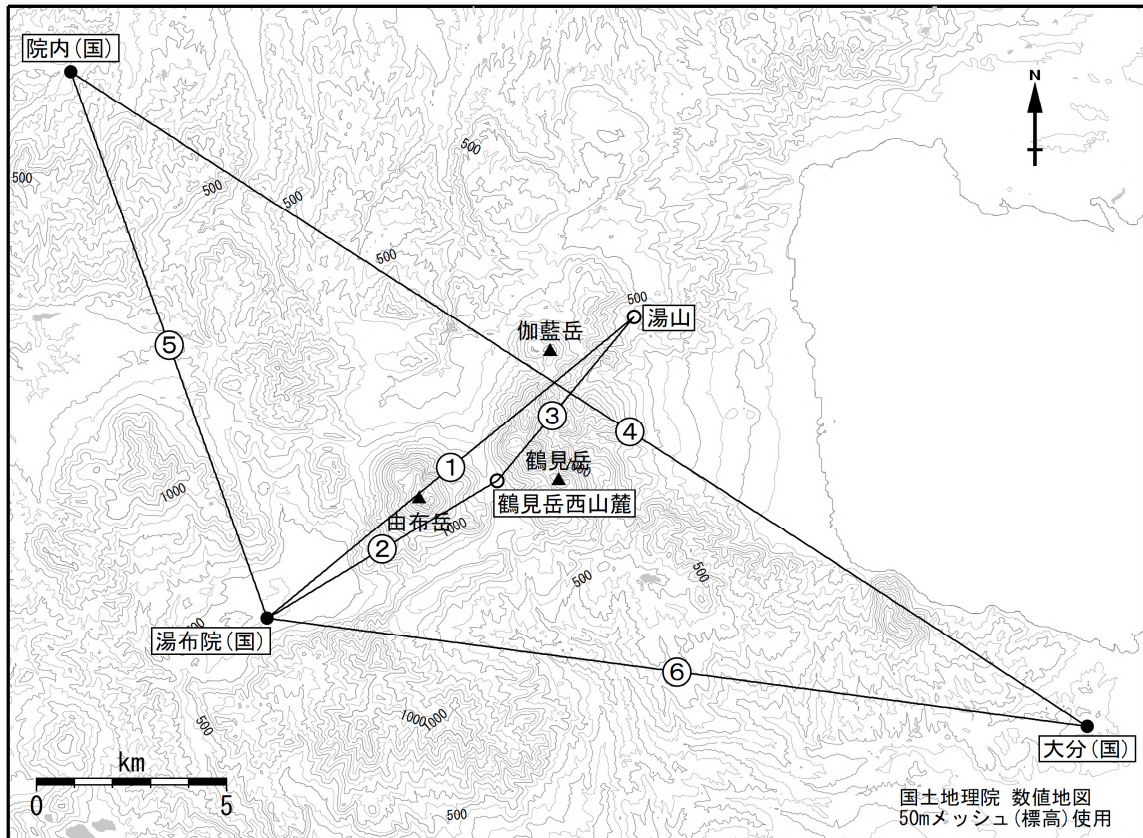 院内(国)
N
500
500
500
500
500
⑤
500
湯山
伽藍岳
③
④
①
鶴見岳
1000
鶴見岳西山麓
由布岳
1000
②
500
500
湯布院(国)
⑥
1000
1000
500
大分(国)
km
0 5
500
国土地理院 数値地図
50mメッシュ(標高)使用